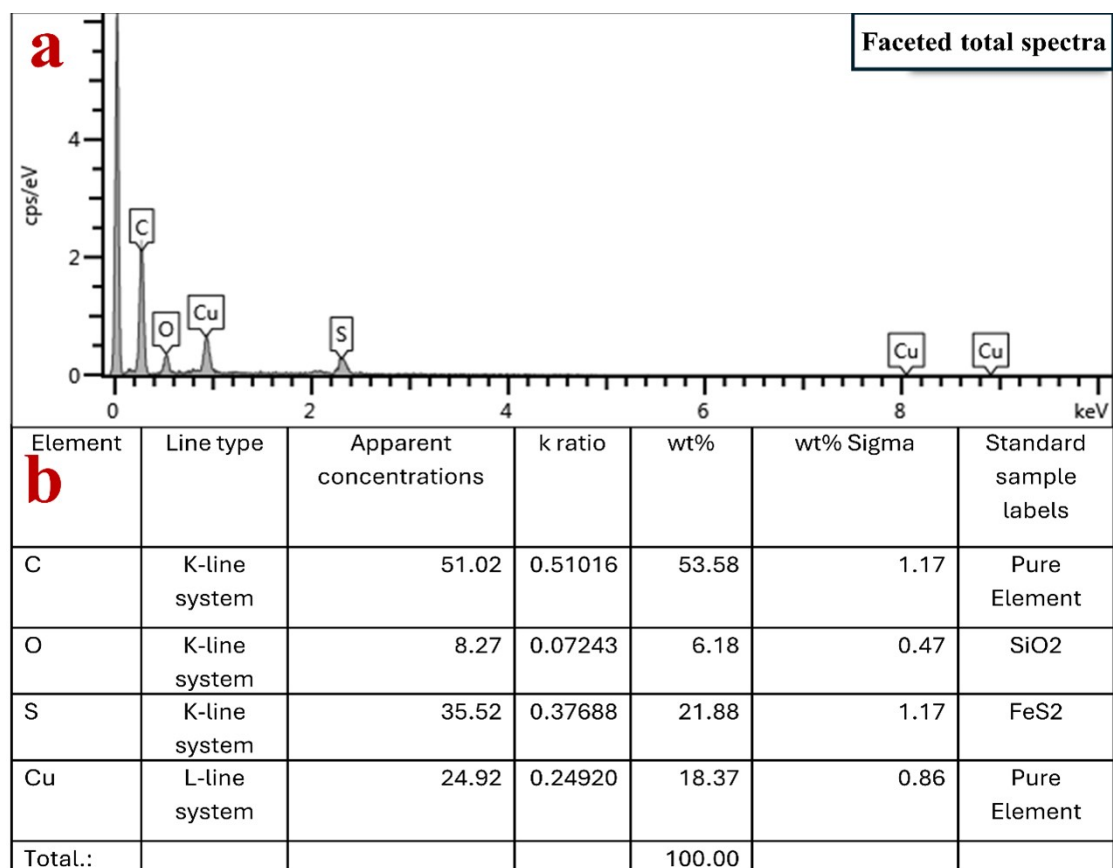 a
Faceted total spectra
cps/eV
4
2
0
C
O
Cu
S
Cu
Cu
0
2
4
6
8
keV
b
Element Line type Apparent concentrations k ratio wt% wt% Sigma Standard sample labels
C K-line system 51.02 0.51016 53.58 1.17 Pure Element
O K-line system 8.27 0.07243 6.18 0.47 SiO2
S K-line system 35.52 0.37688 21.88 1.17 FeS2
Cu L-line system 24.92 0.24920 18.37 0.86 Pure Element
Total.: 100.00